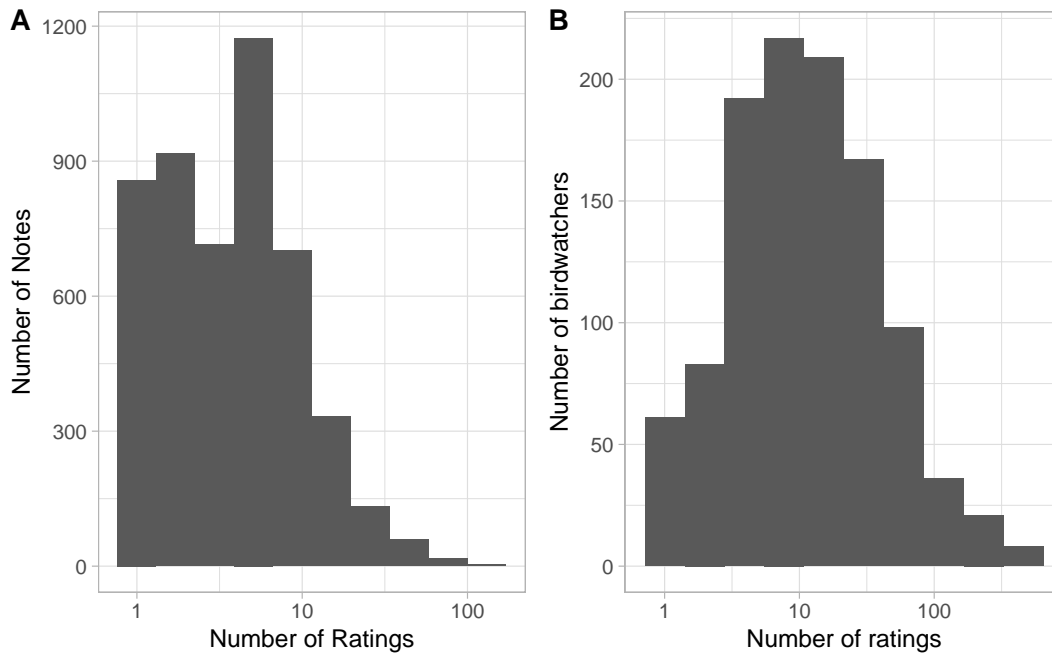 A
Number of Notes
1200
900
600
300
0
1
10
100
Number of Ratings
B
Number of birdwatchers
200
150
100
50
0
1
10
100
Number of ratings